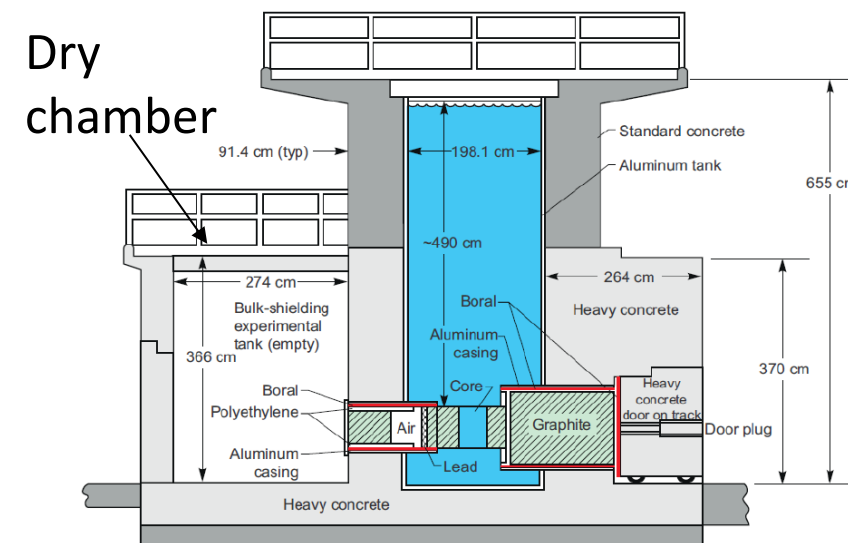 Dry
chamber
Standard concrete
91.4 cm (typ)
198.1 cm
Aluminum tank
655 cr
~490 cm
274 cm
264 cm
Bulk-shielding
experimental
tank (empty)
Boral
Heavy concrete
366 cm
Aluminum
casing
370 cm
Boral
Core
Heavy
concrete
door on track
Polyethylene
Air
Graphite
Door plug
Aluminum
casing
Lead
Heavy concrete